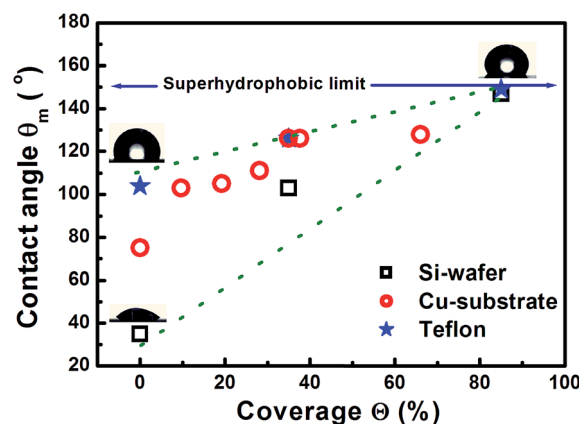 180
160
140
120
100
80
60
40
20
Contact angle θm ( °)
Superhydrophobic limit
Si-wafer
Cu-substrate
Teflon
0 20 40 60 80 100
Coverage Θ (%)